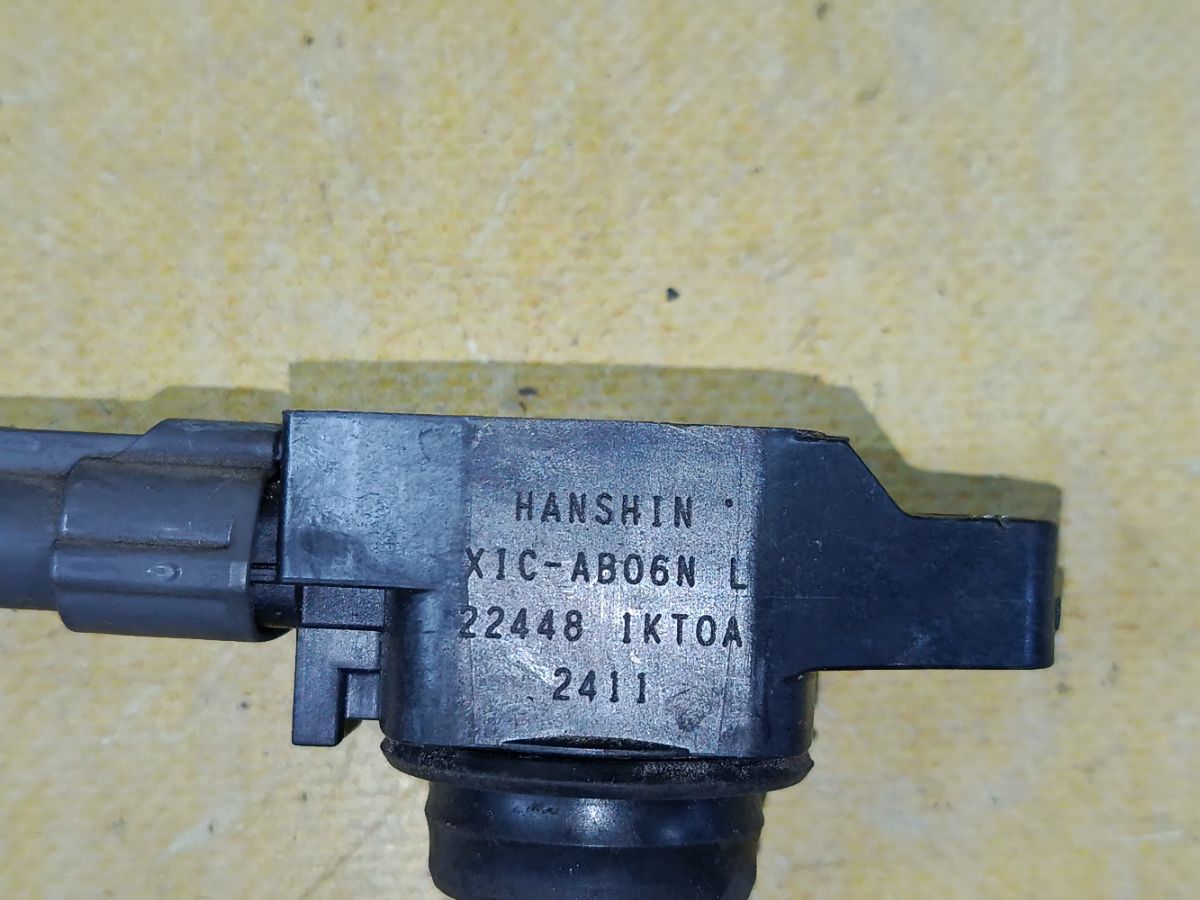 HANSHIN
XIC-AB06N L
22448 1KT0A
2411